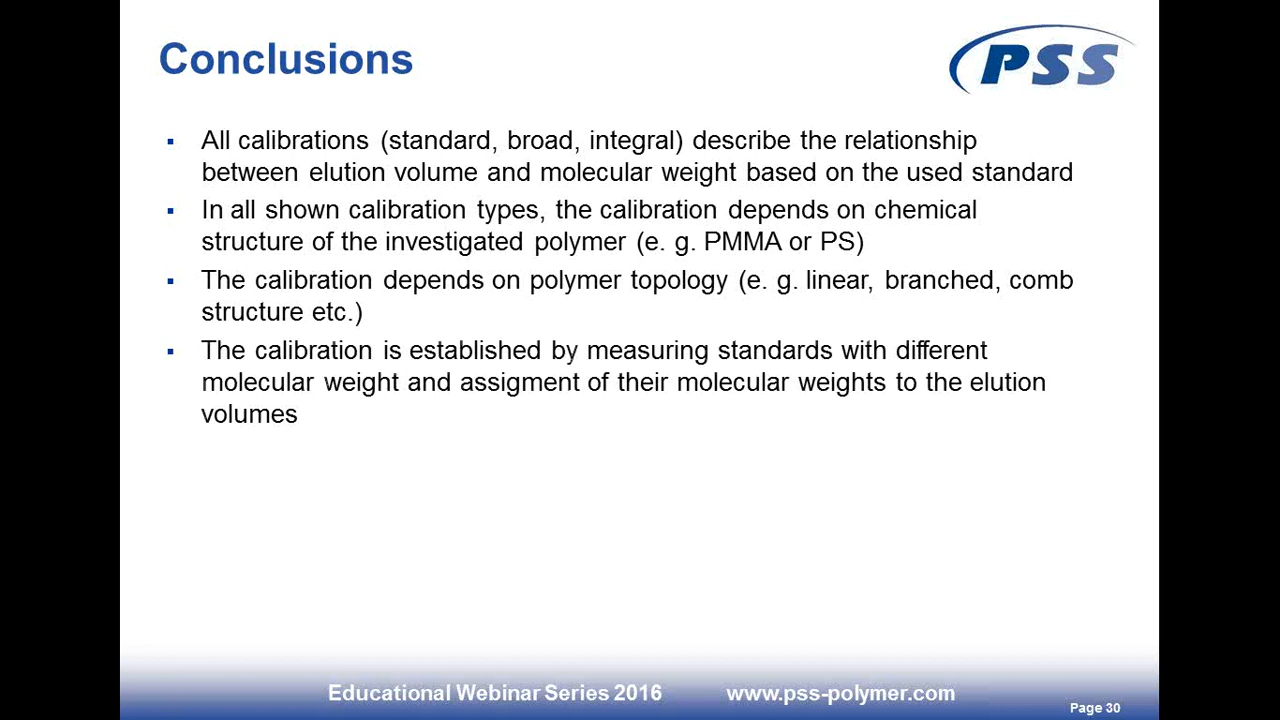 Conclusions
PSS
▪ All calibrations (standard, broad, integral) describe the relationship
between elution volume and molecular weight based on the used standard
▪ In all shown calibration types, the calibration depends on chemical
structure of the investigated polymer (e. g. PMMA or PS)
▪ The calibration depends on polymer topology (e. g. linear, branched, comb
structure etc.)
▪ The calibration is established by measuring standards with different
molecular weight and assigment of their molecular weights to the elution
volumes
Educational Webinar Series 2016 www.pss-polymer.com
Page 30